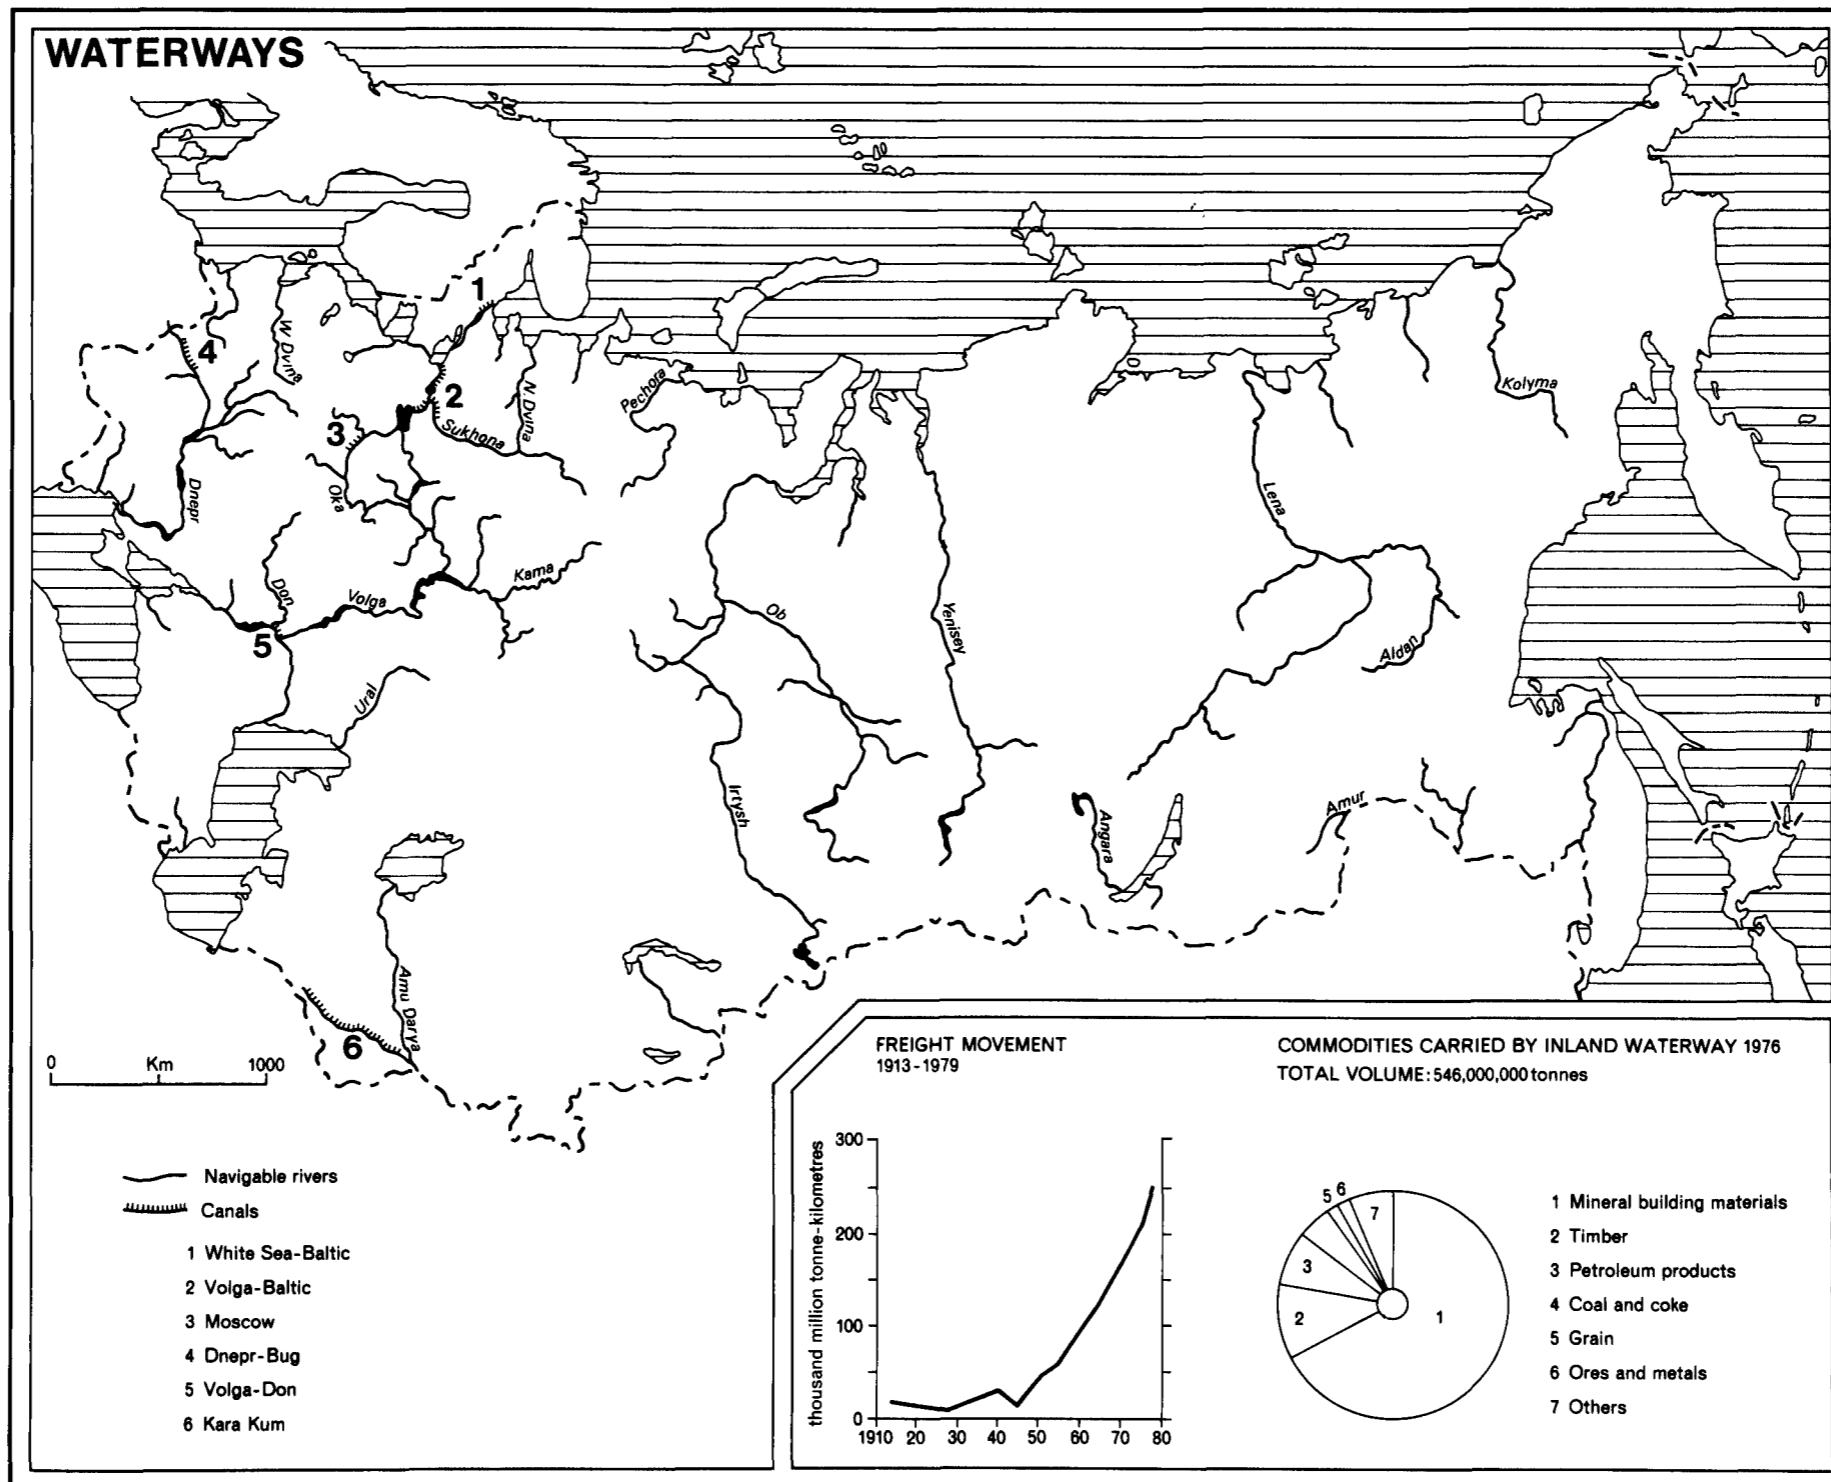 WATERWAYS
1
4
W. Dvina
2
3
Sukhona
N. Dvina
Pechora
Kolyma
Dnepr
Oka
Lena
Don
Volga
Kama
5
Ob
Yenisey
Aldan
Ural
Irtysh
Angara
Amur
Amu Darya
6
0 Km 1000
Navigable rivers
Canals
1 White Sea-Baltic
2 Volga-Baltic
3 Moscow
4 Dnepr-Bug
5 Volga-Don
6 Kara Kum
FREIGHT MOVEMENT
1913-1979
thousand million tonne-kilometres
300
200
100
0
1910 20 30 40 50 60 70 80
COMMODITIES CARRIED BY INLAND WATERWAY 1976
TOTAL VOLUME: 546,000,000 tonnes
5 6
7
3
2
1
1 Mineral building materials
2 Timber
3 Petroleum products
4 Coal and coke
5 Grain
6 Ores and metals
7 Others